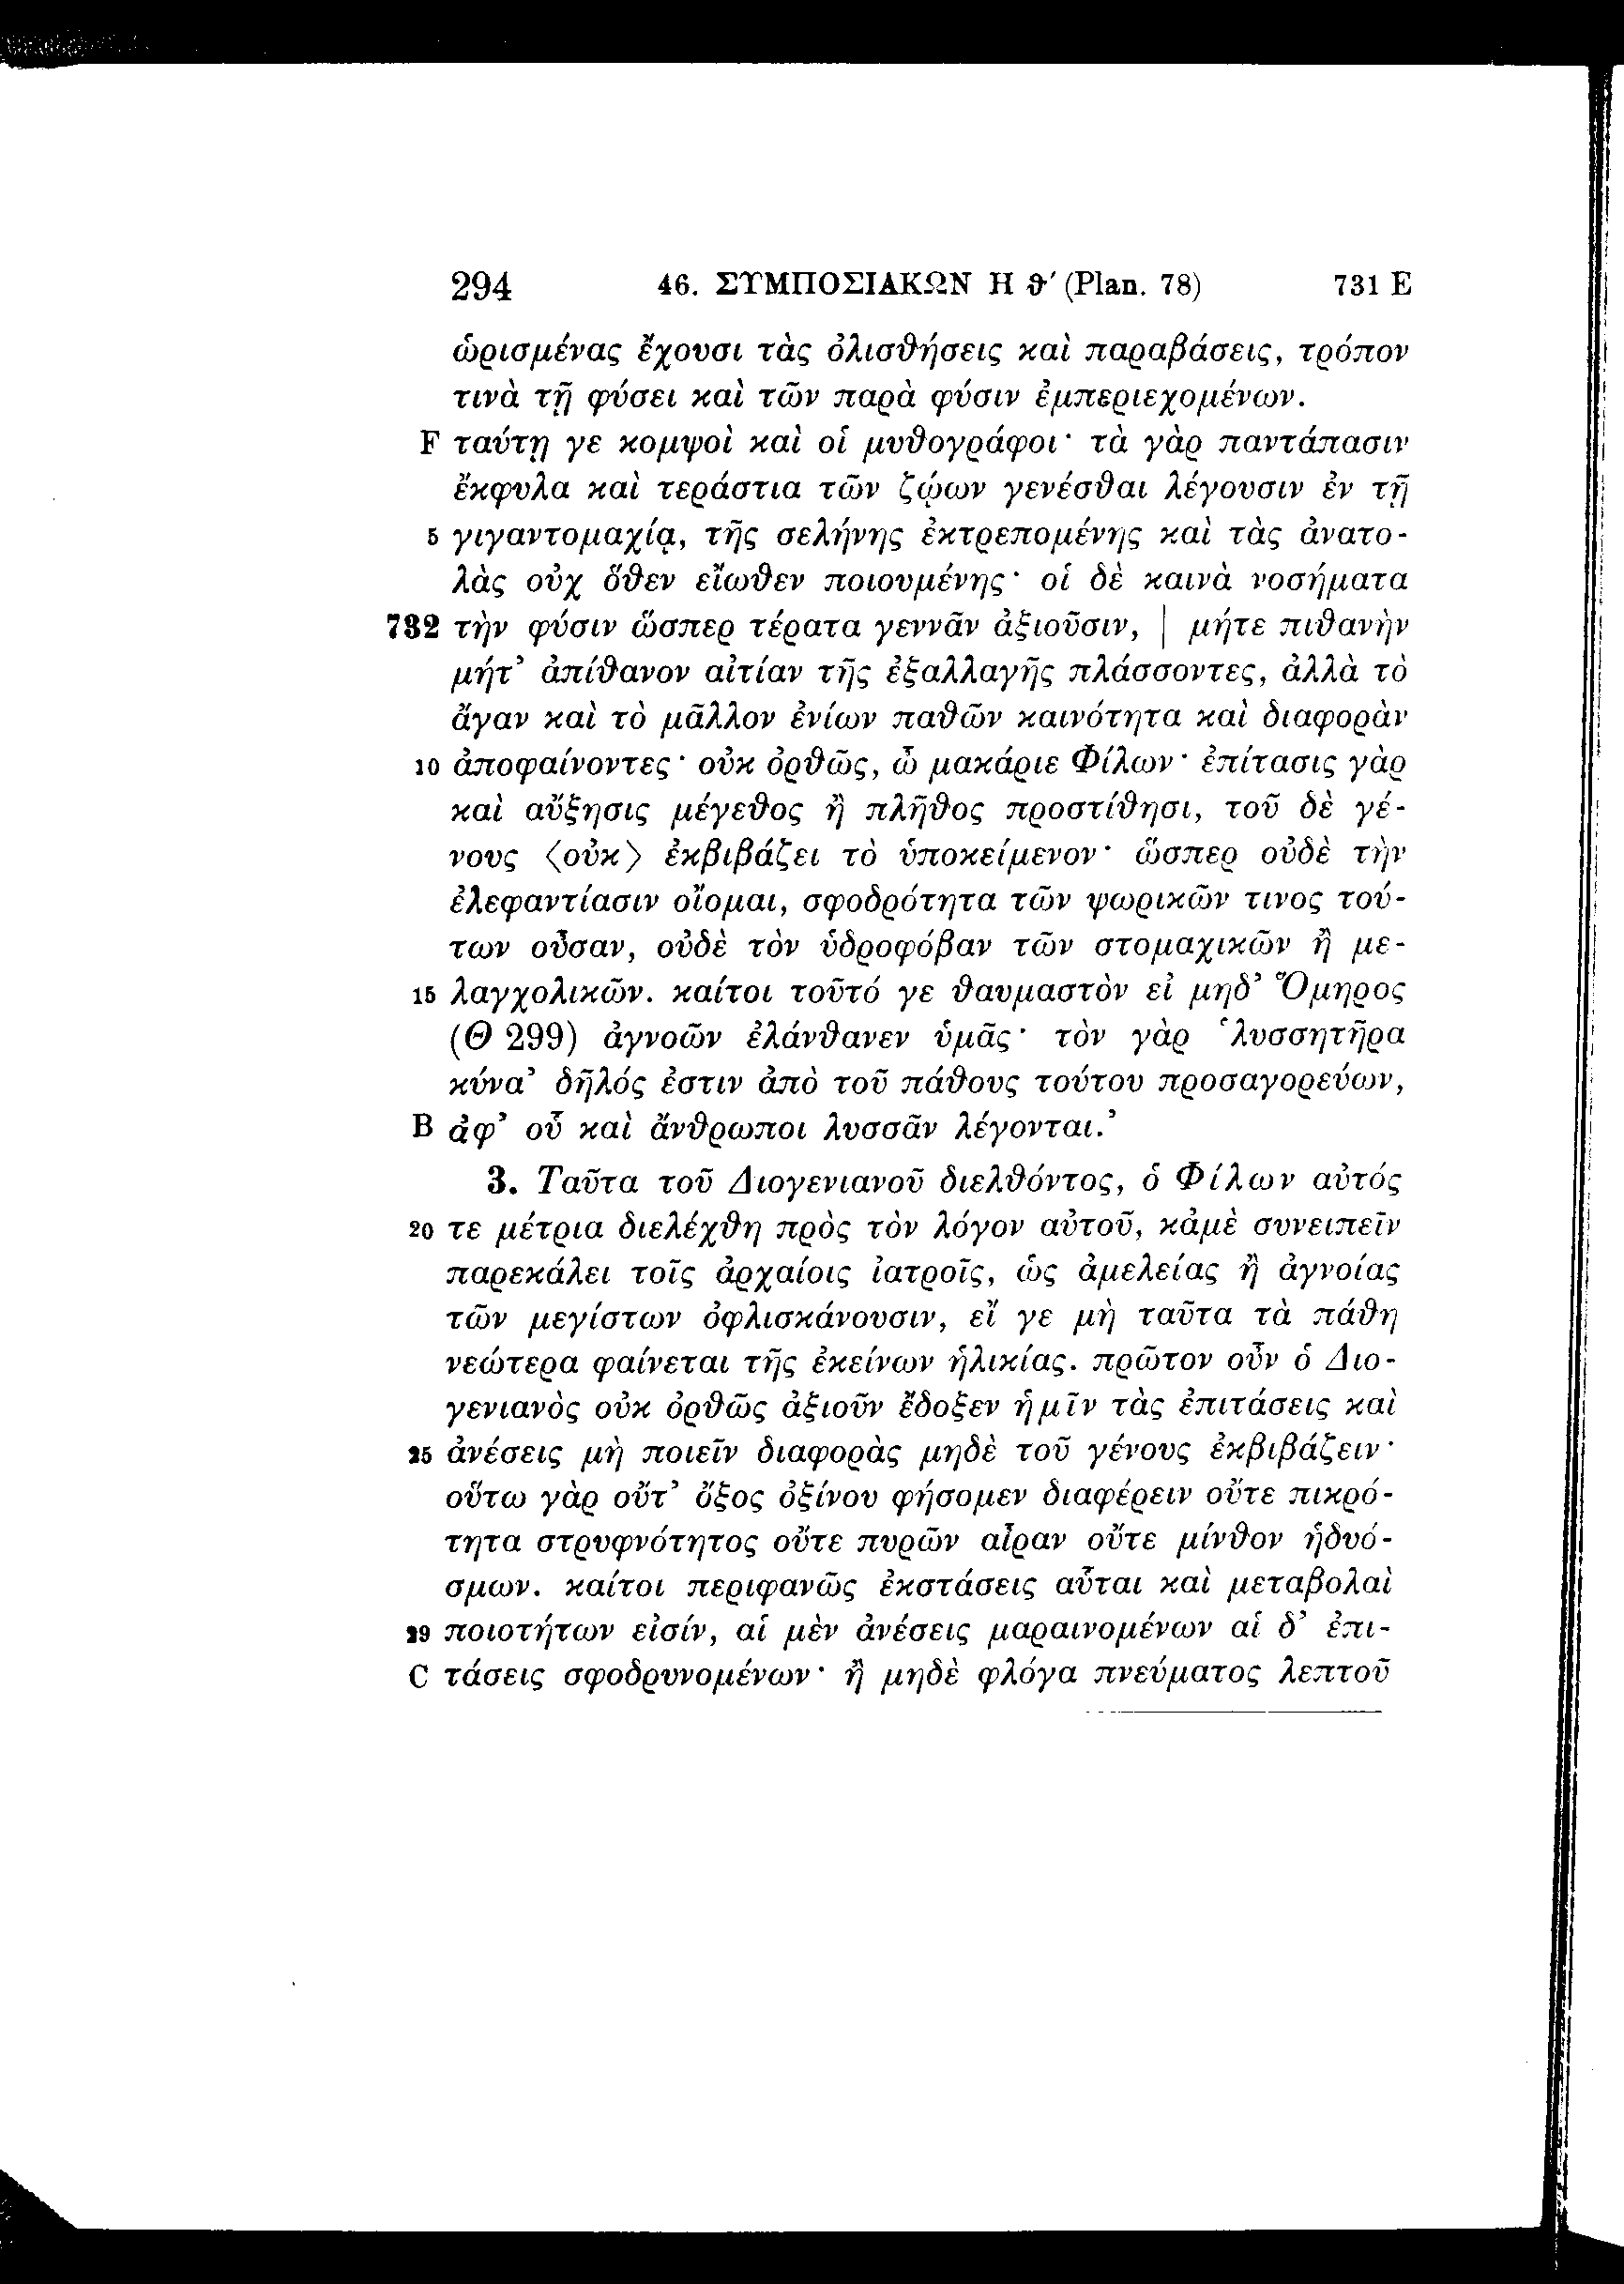 294 46. ΣΥΜΠΟΣΙΑΚΩΝ Η ϑ′ (Plan. 78) 731 E
ὡρισμένας ἔχουσι τὰς ὀλισθήσεις καὶ παραβάσεις, τρόπον
τινὰ τῇ φύσει καὶ τῶν παρὰ φύσιν ἐμπεριεχομένων.
F ταύτῃ γε κομψοὶ καὶ οἱ μυθογράφοι· τὰ γὰρ παντάπασιν
ἔκφυλα καὶ τεράστια τῶν ζῴων γενέσθαι λέγουσιν ἐν τῇ
5 γιγαντομαχίᾳ, τῆς σελήνης ἐκτρεπομένης καὶ τὰς ἀνατο-
λὰς οὐχ ὅθεν εἴωθεν ποιουμένης· οἱ δὲ καινὰ νοσήματα
732 τὴν φύσιν ὥσπερ τέρατα γεννᾶν ἀξιοῦσιν, | μήτε πιθανὴν
μήτ’ ἀπίθανον αἰτίαν τῆς ἐξαλλαγῆς πλάσσοντες, ἀλλὰ τὸ
ἄγαν καὶ τὸ μᾶλλον ἐνίων παθῶν καινότητα καὶ διαφορὰν
10 ἀποφαίνοντες· οὐκ ὀρθῶς, ὦ μακάριε Φίλων· ἐπίτασις γὰρ
καὶ αὔξησις μέγεθος ἢ πλῆθος προστίθησι, τοῦ δὲ γέ-
νους ⟨οὐκ⟩ ἐκβιβάζει τὸ ὑποκείμενον· ὥσπερ οὐδὲ τὴν
ἐλεφαντίασιν οἴομαι, σφοδρότητα τῶν ψωρικῶν τινος τού-
των οὖσαν, οὐδὲ τὸν ὑδροφόβαν τῶν στομαχικῶν ἢ με-
15 λαγχολικῶν. καίτοι τοῦτό γε θαυμαστὸν εἰ μηδ’ Ὅμηρος
(Θ 299) ἀγνοῶν ἐλάνθανεν ὑμᾶς· τὸν γὰρ ‘λυσσητῆρα
κύνα’ δῆλός ἐστιν ἀπὸ τοῦ πάθους τούτου προσαγορεύων,
B ἀφ’ οὗ καὶ ἄνθρωποι λυσσᾶν λέγονται.’
3. Ταῦτα τοῦ Διογενιανοῦ διελθόντος, ὁ Φίλων αὐτός
20 τε μέτρια διελέχθη πρὸς τὸν λόγον αὐτοῦ, κἀμὲ συνειπεῖν
παρεκάλει τοῖς ἀρχαίοις ἰατροῖς, ὡς ἀμελείας ἢ ἀγνοίας
τῶν μεγίστων ὀφλισκάνουσιν, εἴ γε μὴ ταῦτα τὰ πάθη
νεώτερα φαίνεται τῆς ἐκείνων ἡλικίας. πρῶτον οὖν ὁ Διο-
γενιανὸς οὐκ ὀρθῶς ἀξιοῦν ἔδοξεν ἡμῖν τὰς ἐπιτάσεις καὶ
25 ἀνέσεις μὴ ποιεῖν διαφορὰς μηδὲ τοῦ γένους ἐκβιβάζειν·
οὕτω γὰρ οὔτ’ ὄξος ὀξίνου φήσομεν διαφέρειν οὔτε πικρό-
τητα στρυφνότητος οὔτε πυρῶν αἶραν οὔτε μίνθον ἡδυό-
σμων. καίτοι περιφανῶς ἐκστάσεις αὗται καὶ μεταβολαὶ
29 ποιοτήτων εἰσίν, αἱ μὲν ἀνέσεις μαραινομένων αἱ δ’ ἐπι-
C τάσεις σφοδρυνομένων· ἢ μηδὲ φλόγα πνεύματος λεπτοῦ